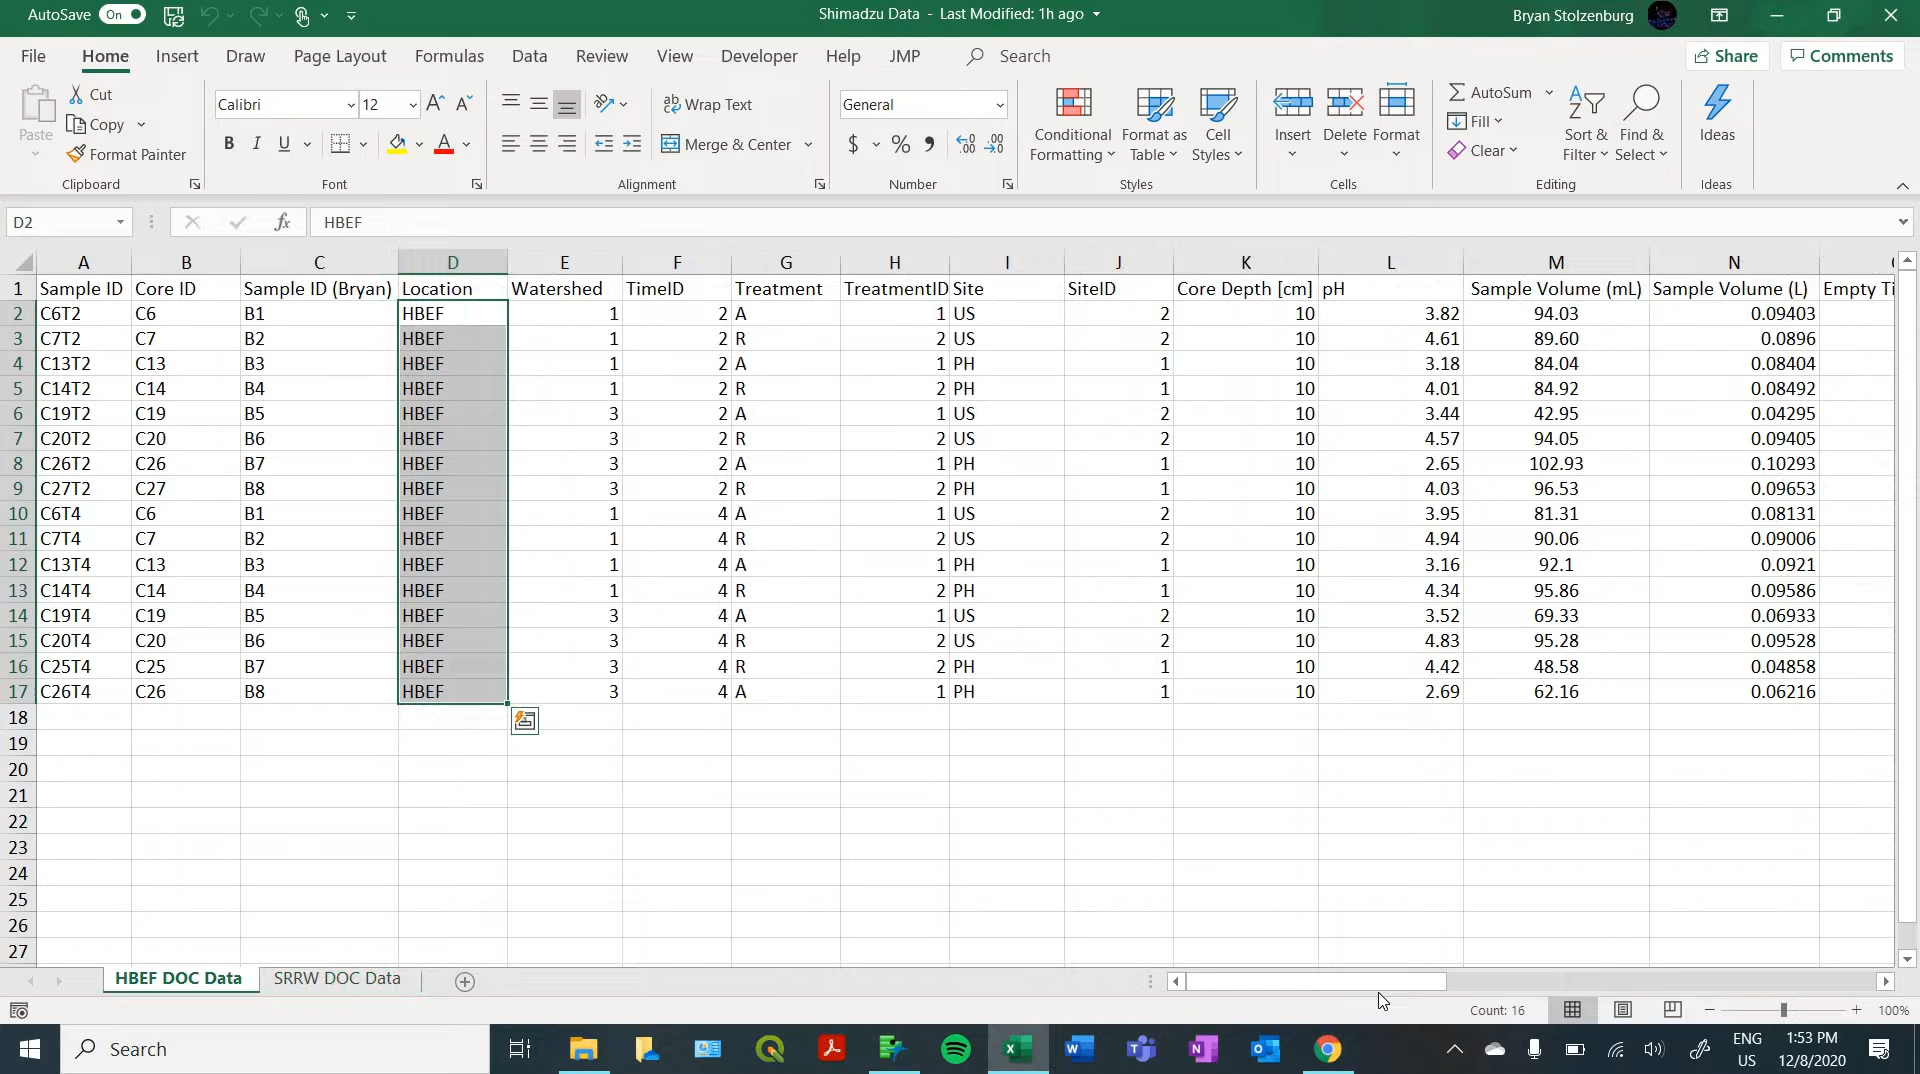 AutoSave On Shimadzu Data - Last Modified: 1h ago Bryan Stolzenburg
File Home Insert Draw Page Layout Formulas Data Review View Developer Help JMP Search Share Comments
Paste Cut Copy Format Painter Clipboard
Calibri 12 B I U A Font
ab Wrap Text Merge & Center Alignment
General $ % Number
Conditional Formatting Format as Table Cell Styles Styles
Insert Delete Format Cells
AutoSum Fill Clear Sort & Filter Find & Select Editing
Ideas Ideas
D2 fx HBEF
A B C D E F G H I J K L M N
1 Sample ID Core ID Sample ID (Bryan) Location Watershed TimeID Treatment TreatmentID Site SiteID Core Depth [cm] pH Sample Volume (mL) Sample Volume (L) Empty Ti
2 C6T2 C6 B1 HBEF 1 2 A 1 US 2 10 3.82 94.03 0.09403
3 C7T2 C7 B2 HBEF 1 2 R 2 US 2 10 4.61 89.60 0.0896
4 C13T2 C13 B3 HBEF 1 2 A 1 PH 1 10 3.18 84.04 0.08404
5 C14T2 C14 B4 HBEF 1 2 R 2 PH 1 10 4.01 84.92 0.08492
6 C19T2 C19 B5 HBEF 3 2 A 1 US 2 10 3.44 42.95 0.04295
7 C20T2 C20 B6 HBEF 3 2 R 2 US 2 10 4.57 94.05 0.09405
8 C26T2 C26 B7 HBEF 3 2 A 1 PH 1 10 2.65 102.93 0.10293
9 C27T2 C27 B8 HBEF 3 2 R 2 PH 1 10 4.03 96.53 0.09653
10 C6T4 C6 B1 HBEF 1 4 A 1 US 2 10 3.95 81.31 0.08131
11 C7T4 C7 B2 HBEF 1 4 R 2 US 2 10 4.94 90.06 0.09006
12 C13T4 C13 B3 HBEF 1 4 A 1 PH 1 10 3.16 92.1 0.0921
13 C14T4 C14 B4 HBEF 1 4 R 2 PH 1 10 4.34 95.86 0.09586
14 C19T4 C19 B5 HBEF 3 4 A 1 US 2 10 3.52 69.33 0.06933
15 C20T4 C20 B6 HBEF 3 4 R 2 US 2 10 4.83 95.28 0.09528
16 C25T4 C25 B7 HBEF 3 4 R 2 PH 1 10 4.42 48.58 0.04858
17 C26T4 C26 B8 HBEF 3 4 A 1 PH 1 10 2.69 62.16 0.06216
18
19
20
21
22
23
24
25
26
27
HBEF DOC Data SRRW DOC Data
Count: 16 100%
Search ENG US 1:53 PM 12/8/2020